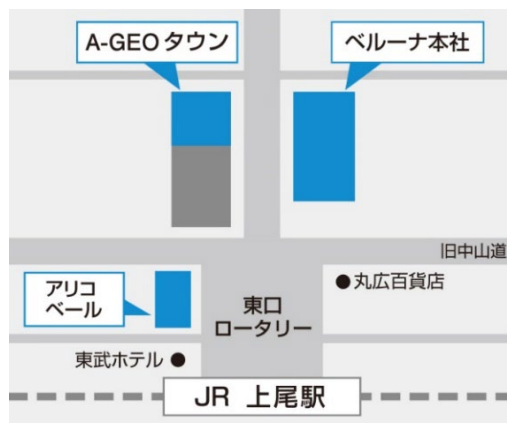 A-GEOタウン
ベルーナ本社
旧中山道
アリコ
ベール
東口
ロータリー
●丸広百貨店
東武ホテル ●
JR 上尾駅